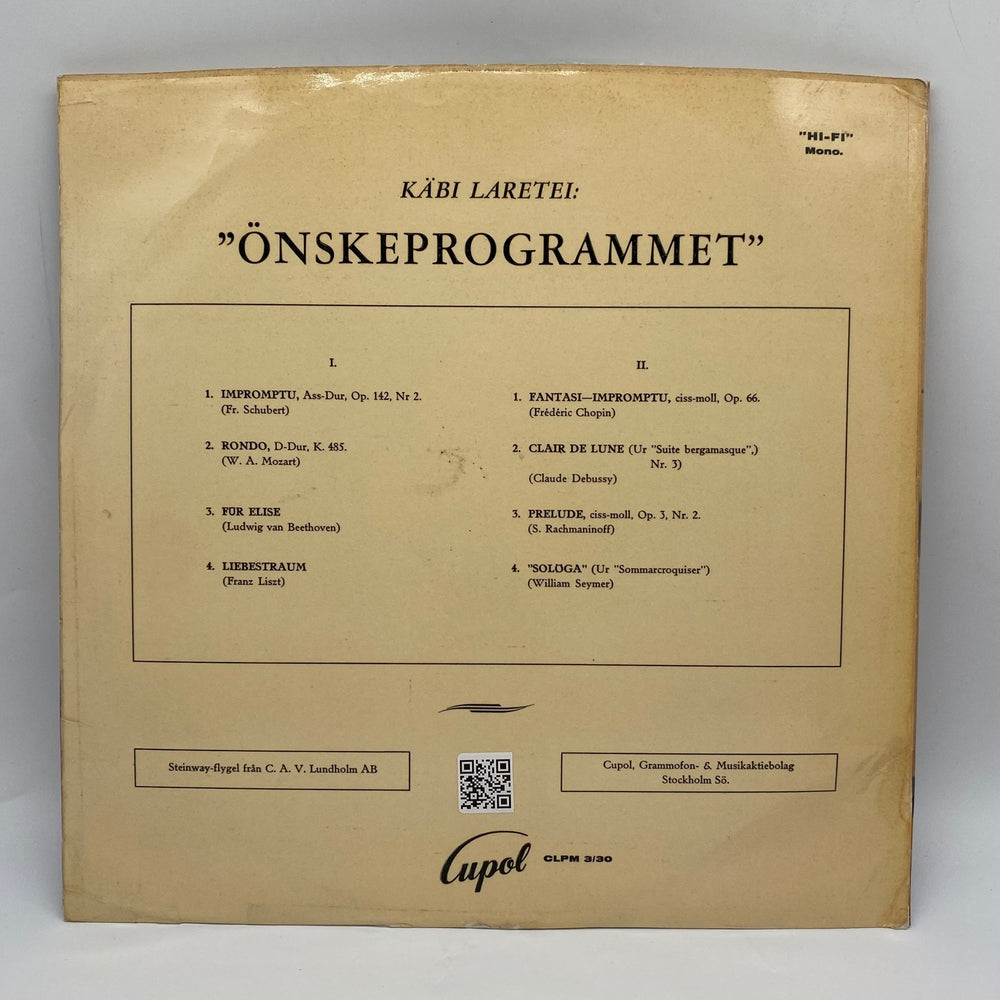 "HI-FI"
Mono.
KÄBI LARETEI:
"ÖNSKEPROGRAMMET"
I.
1. IMPROMPTU, Ass-Dur, Op. 142, Nr 2.
(Fr. Schubert)
2. RONDO, D-Dur, K. 485.
(W. A. Mozart)
3. FÜR ELISE
(Ludwig van Beethoven)
4. LIEBESTRAUM
(Franz Liszt)
II.
1. FANTASI—IMPROMPTU, ciss-moll, Op. 66.
(Frédéric Chopin)
2. CLAIR DE LUNE (Ur "Suite bergamasque",)
Nr. 3)
(Claude Debussy)
3. PRELUDE, ciss-moll, Op. 3, Nr. 2.
(S. Rachmaninoff)
4. "SOLÖGA" (Ur "Sommarcroquiser")
(William Seymer)
Steinway-flygel från C. A. V. Lundholm AB
Cupol, Grammofon- & Musikaktiebolag
Stockholm Sö.
Cupol CLPM 3/30